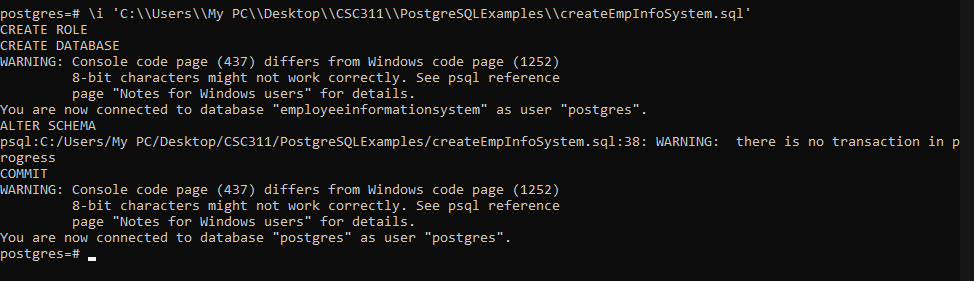 postgres=# \i 'C:\\Users\\My PC\\Desktop\\CSC311\\PostgreSQLExamples\\createEmpInfoSystem.sql'
CREATE ROLE
CREATE DATABASE
WARNING: Console code page (437) differs from Windows code page (1252)
         8-bit characters might not work correctly. See psql reference
         page "Notes for Windows users" for details.
You are now connected to database "employeeinformationsystem" as user "postgres".
ALTER SCHEMA
psql:C:/Users/My PC/Desktop/CSC311/PostgreSQLExamples/createEmpInfoSystem.sql:38: WARNING:  there is no transaction in p
rogress
COMMIT
WARNING: Console code page (437) differs from Windows code page (1252)
         8-bit characters might not work correctly. See psql reference
         page "Notes for Windows users" for details.
You are now connected to database "postgres" as user "postgres".
postgres=#